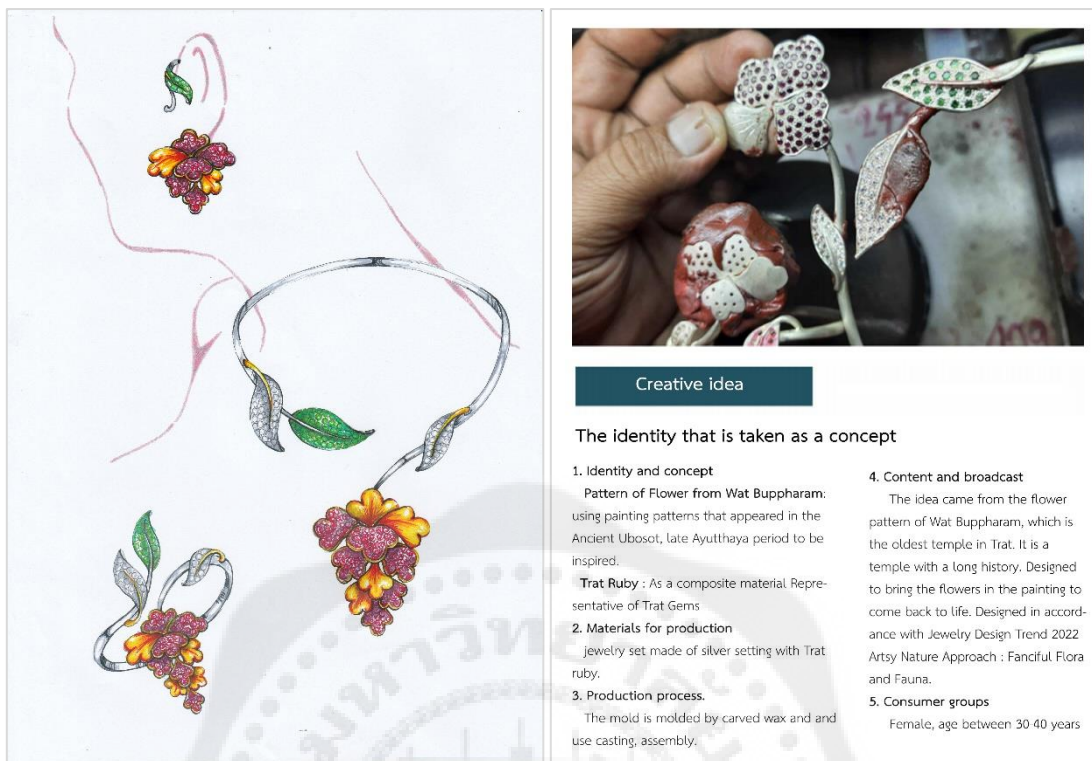 Creative idea
The identity that is taken as a concept
1. Identity and concept
Pattern of Flower from Wat Buppharam:
using painting patterns that appeared in the
Ancient Ubosot, late Ayutthaya period to be
inspired.
Trat Ruby : As a composite material Repre-
sentative of Trat Gems
2. Materials for production
jewelry set made of silver setting with Trat
ruby.
3. Production process.
The mold is molded by carved wax and and
use casting, assembly.
4. Content and broadcast
The idea came from the flower
pattern of Wat Buppharam, which is
the oldest temple in Trat. It is a
temple with a long history. Designed
to bring the flowers in the painting to
come back to life. Designed in accord-
ance with Jewelry Design Trend 2022
Artsy Nature Approach : Fanciful Flora
and Fauna.
5. Consumer groups
Female, age between 30-40 years